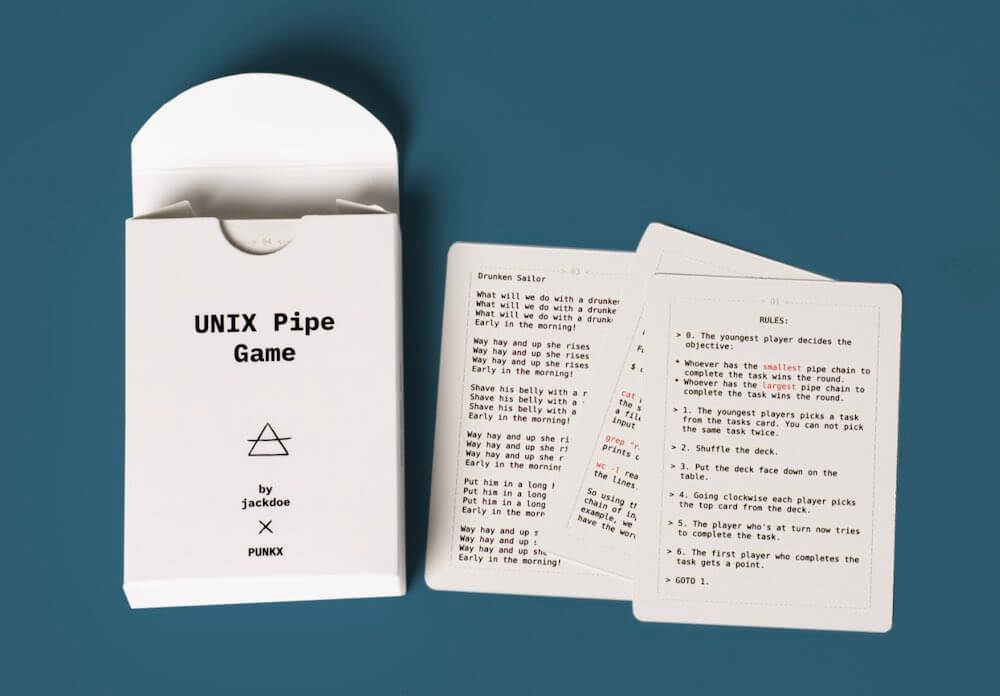 > 04 <
UNIX Pipe
Game
by
jackdoe
×
PUNKX
> 03 <
Drunken Sailor
What will we do with a
What will we do with a
What will we do with a
Early in the morning!
Way hay and up she rises
Way hay and up she rises
Way hay and up she rises
Early in the morning!
Shave his belly with a
Shave his belly with a
Shave his belly with a
Early in the morning!
Way hay and up she
Way hay and up she
Way hay and up she
Early in the
Put him in a long
Put him in a long
Put him in a long
Early in the
Way hay and up
Way hay and up
Way hay and up
Early in the morning!
$
cat
the
a
input
grep
prints
wc -l
the lines.
So using
chain of
example, we
have the
> 01 <
RULES:
> 0. The youngest player decides the
objective:
* Whoever has the smallest pipe chain to
complete the task wins the round.
* Whoever has the largest pipe chain to
complete the task wins the round.
> 1. The youngest players picks a task
from the tasks card. You can not pick
the same task twice.
> 2. Shuffle the deck.
> 3. Put the deck face down on the
table.
> 4. Going clockwise each player picks
the top card from the deck.
> 5. The player who's at turn now tries
to complete the task.
> 6. The first player who completes the
task gets a point.
> GOTO 1.